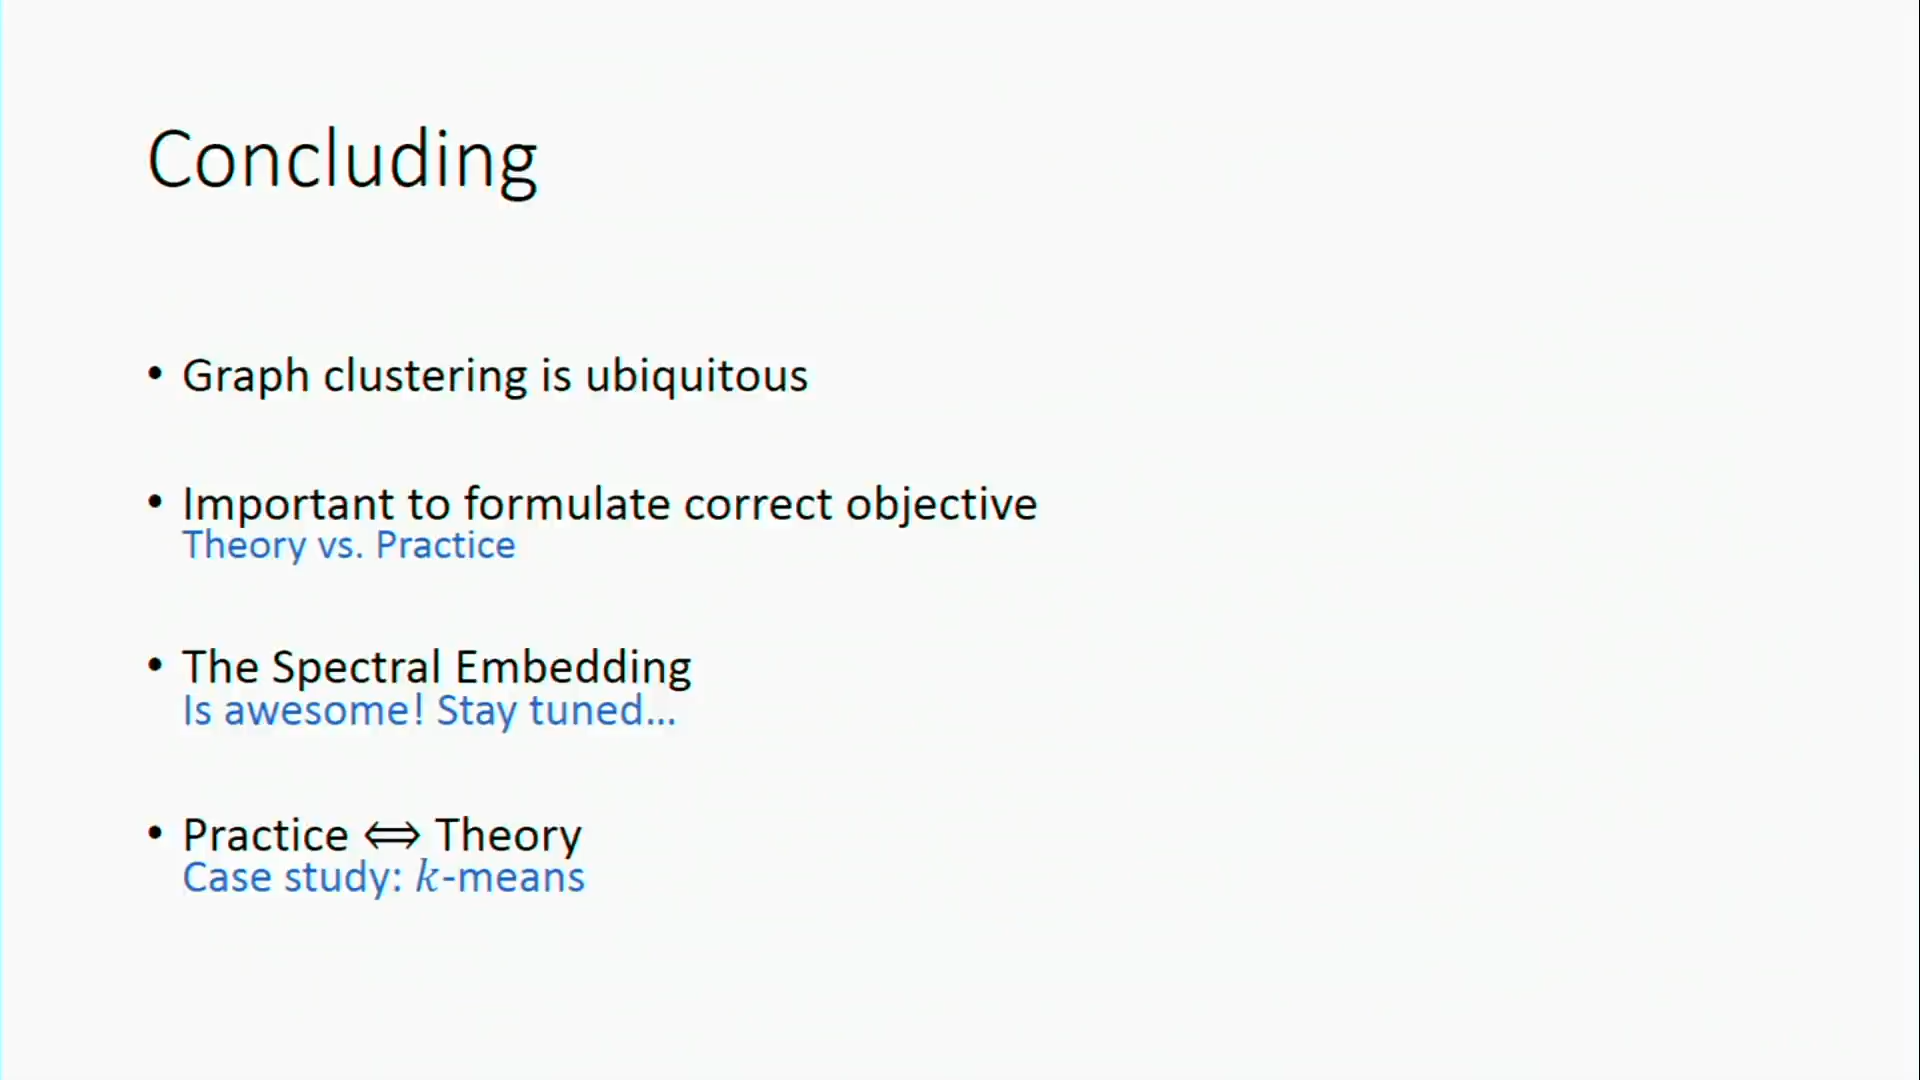 Concluding
• Graph clustering is ubiquitous
• Important to formulate correct objective
Theory vs. Practice
• The Spectral Embedding
Is awesome! Stay tuned...
• Practice ⟺ Theory
Case study: k-means